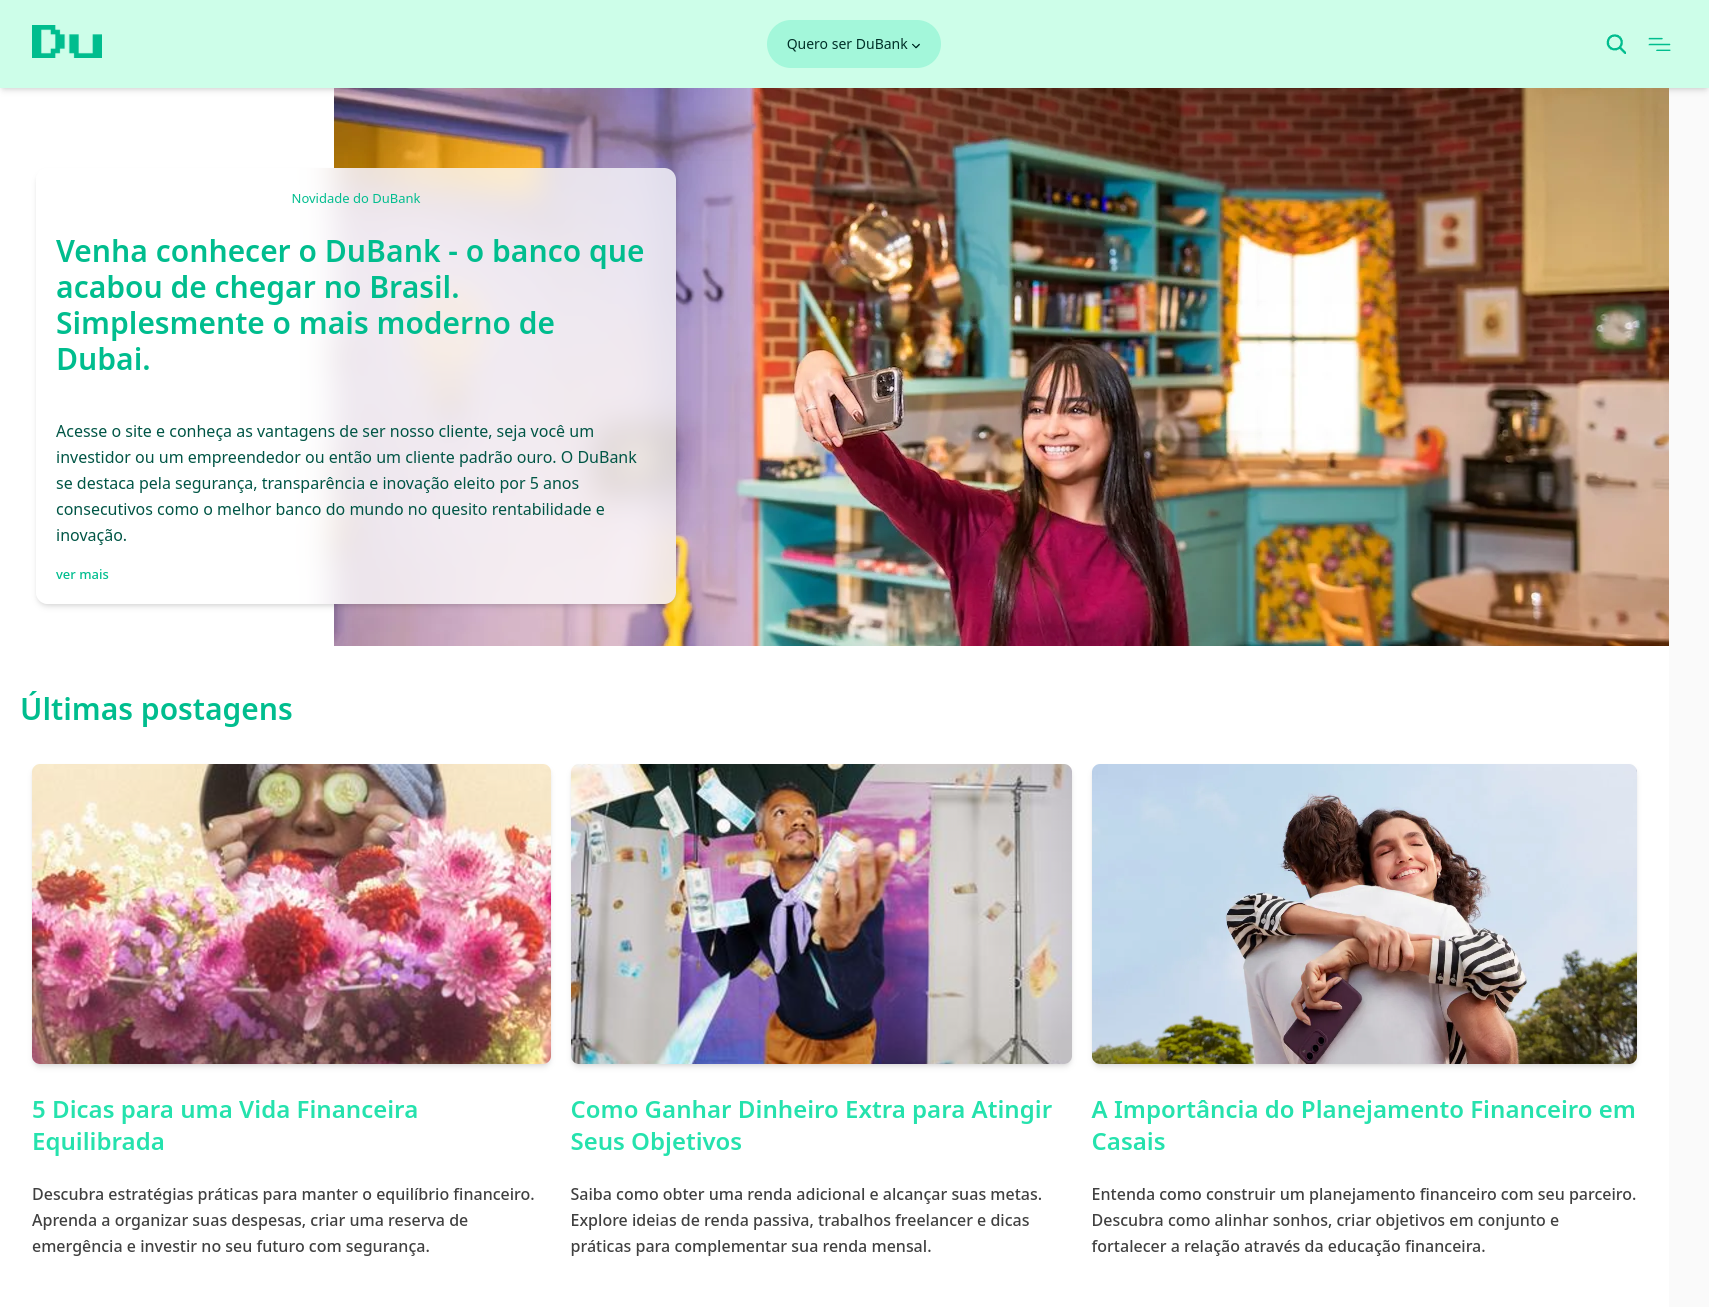 Du
Quero ser DuBank
Novidade do DuBank
Venha conhecer o DuBank - o banco que
acabou de chegar no Brasil.
Simplesmente o mais moderno de
Dubai.
Acesse o site e conheça as vantagens de ser nosso cliente, seja você um
investidor ou um empreendedor ou então um cliente padrão ouro. O DuBank
se destaca pela segurança, transparência e inovação eleito por 5 anos
consecutivos como o melhor banco do mundo no quesito rentabilidade e
inovação.
ver mais
Últimas postagens
5 Dicas para uma Vida Financeira
Equilibrada
Descubra estratégias práticas para manter o equilíbrio financeiro.
Aprenda a organizar suas despesas, criar uma reserva de
emergência e investir no seu futuro com segurança.
Como Ganhar Dinheiro Extra para Atingir
Seus Objetivos
Saiba como obter uma renda adicional e alcançar suas metas.
Explore ideias de renda passiva, trabalhos freelancer e dicas
práticas para complementar sua renda mensal.
A Importância do Planejamento Financeiro em
Casais
Entenda como construir um planejamento financeiro com seu parceiro.
Descubra como alinhar sonhos, criar objetivos em conjunto e
fortalecer a relação através da educação financeira.